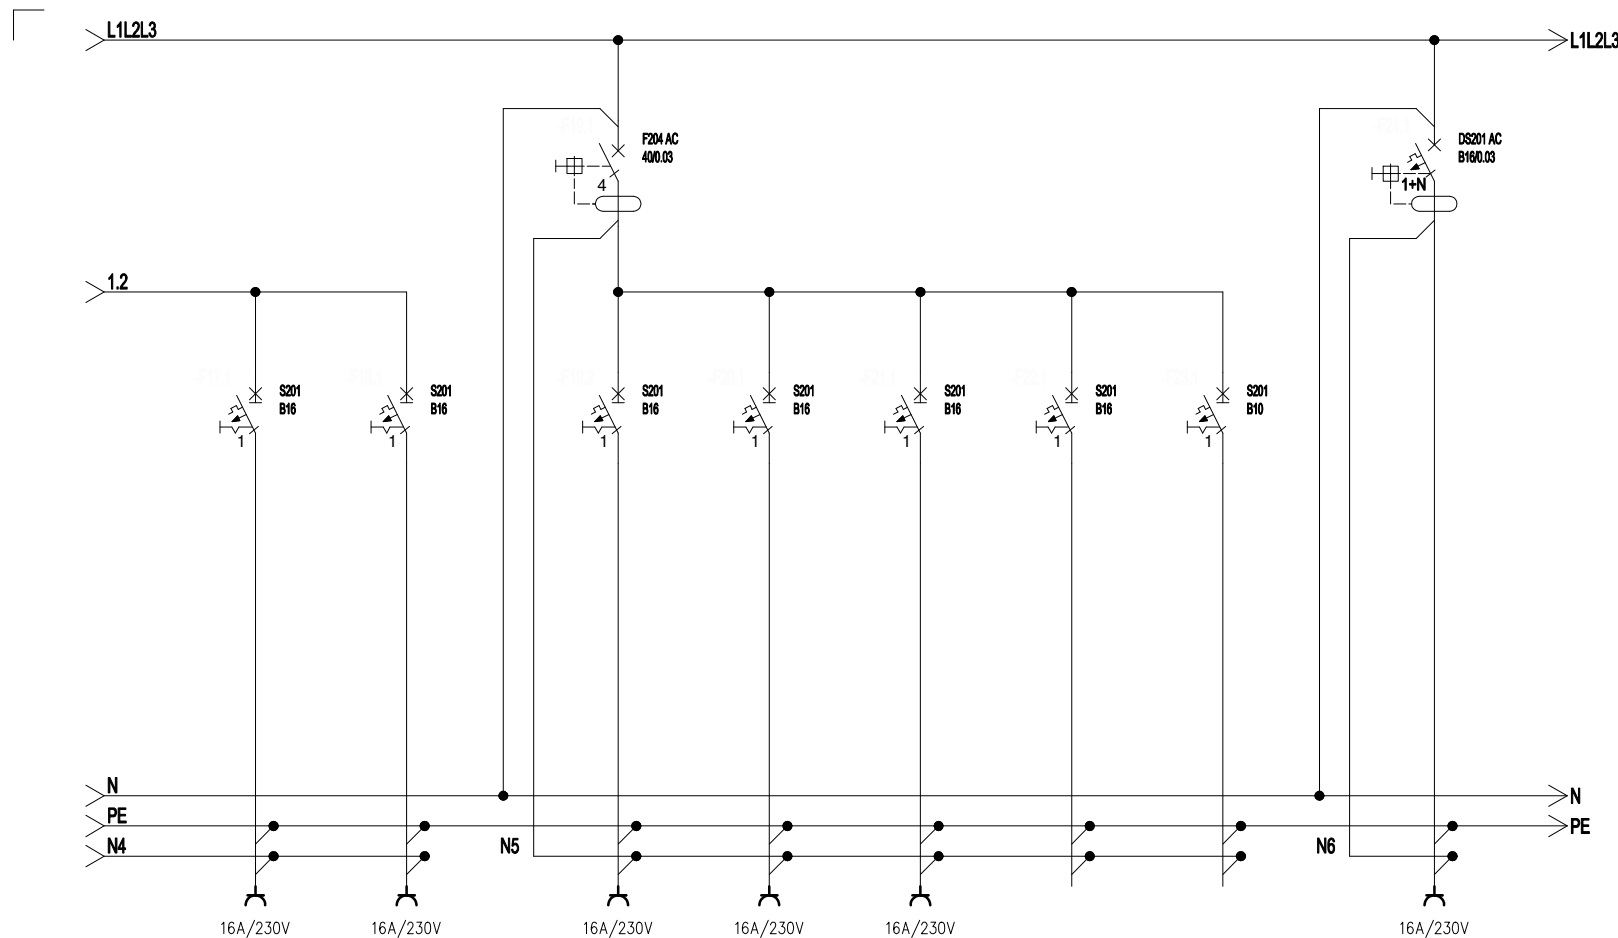 L1L2L3
L1L2L3
F204 AC
40/0.03
4
DS201 AC
B16/0.03
1+N
1.2
S201
B16
1
S201
B16
1
S201
B16
1
S201
B16
1
S201
B16
1
S201
B16
1
S201
B10
1
N
N
PE
PE
N4
N5
N6
16A/230V
16A/230V
16A/230V
16A/230V
16A/230V
16A/230V